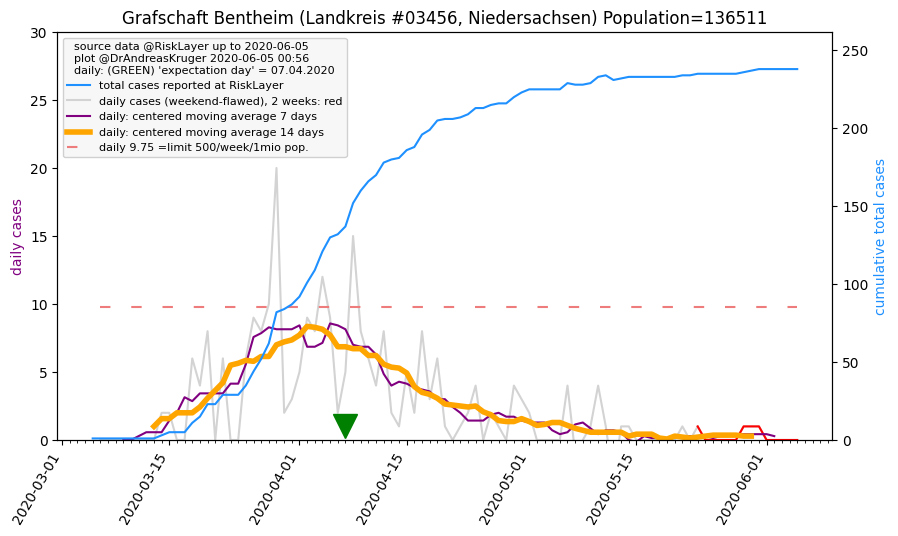 Grafschaft Bentheim (Landkreis #03456, Niedersachsen) Population=136511
source data @RiskLayer up to 2020-06-05
plot @DrAndreasKruger 2020-06-05 00:56
daily: (GREEN) 'expectation day' = 07.04.2020
total cases reported at RiskLayer
daily cases (weekend-flawed), 2 weeks: red
daily: centered moving average 7 days
daily: centered moving average 14 days
daily 9.75 =limit 500/week/1mio pop.
daily cases
30
25
20
15
10
5
0
cumulative total cases
250
200
150
100
50
0
2020-03-01
2020-03-15
2020-04-01
2020-04-15
2020-05-01
2020-05-15
2020-06-01